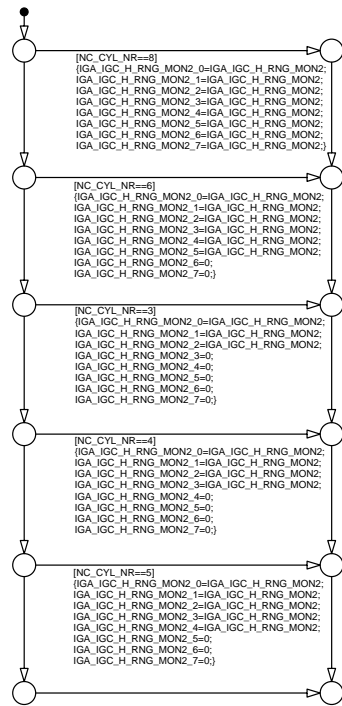 [NC_CYL_NR==8]
{IGA_IGC_H_RNG_MON2_0=IGA_IGC_H_RNG_MON2;
IGA_IGC_H_RNG_MON2_1=IGA_IGC_H_RNG_MON2;
IGA_IGC_H_RNG_MON2_2=IGA_IGC_H_RNG_MON2;
IGA_IGC_H_RNG_MON2_3=IGA_IGC_H_RNG_MON2;
IGA_IGC_H_RNG_MON2_4=IGA_IGC_H_RNG_MON2;
IGA_IGC_H_RNG_MON2_5=IGA_IGC_H_RNG_MON2;
IGA_IGC_H_RNG_MON2_6=IGA_IGC_H_RNG_MON2;
IGA_IGC_H_RNG_MON2_7=IGA_IGC_H_RNG_MON2;}
[NC_CYL_NR==6]
{IGA_IGC_H_RNG_MON2_0=IGA_IGC_H_RNG_MON2;
IGA_IGC_H_RNG_MON2_1=IGA_IGC_H_RNG_MON2;
IGA_IGC_H_RNG_MON2_2=IGA_IGC_H_RNG_MON2;
IGA_IGC_H_RNG_MON2_3=IGA_IGC_H_RNG_MON2;
IGA_IGC_H_RNG_MON2_4=IGA_IGC_H_RNG_MON2;
IGA_IGC_H_RNG_MON2_5=IGA_IGC_H_RNG_MON2;
IGA_IGC_H_RNG_MON2_6=0;
IGA_IGC_H_RNG_MON2_7=0;}
[NC_CYL_NR==3]
{IGA_IGC_H_RNG_MON2_0=IGA_IGC_H_RNG_MON2;
IGA_IGC_H_RNG_MON2_1=IGA_IGC_H_RNG_MON2;
IGA_IGC_H_RNG_MON2_2=IGA_IGC_H_RNG_MON2;
IGA_IGC_H_RNG_MON2_3=0;
IGA_IGC_H_RNG_MON2_4=0;
IGA_IGC_H_RNG_MON2_5=0;
IGA_IGC_H_RNG_MON2_6=0;
IGA_IGC_H_RNG_MON2_7=0;}
[NC_CYL_NR==4]
{IGA_IGC_H_RNG_MON2_0=IGA_IGC_H_RNG_MON2;
IGA_IGC_H_RNG_MON2_1=IGA_IGC_H_RNG_MON2;
IGA_IGC_H_RNG_MON2_2=IGA_IGC_H_RNG_MON2;
IGA_IGC_H_RNG_MON2_3=IGA_IGC_H_RNG_MON2;
IGA_IGC_H_RNG_MON2_4=0;
IGA_IGC_H_RNG_MON2_5=0;
IGA_IGC_H_RNG_MON2_6=0;
IGA_IGC_H_RNG_MON2_7=0;}
[NC_CYL_NR==5]
{IGA_IGC_H_RNG_MON2_0=IGA_IGC_H_RNG_MON2;
IGA_IGC_H_RNG_MON2_1=IGA_IGC_H_RNG_MON2;
IGA_IGC_H_RNG_MON2_2=IGA_IGC_H_RNG_MON2;
IGA_IGC_H_RNG_MON2_3=IGA_IGC_H_RNG_MON2;
IGA_IGC_H_RNG_MON2_4=IGA_IGC_H_RNG_MON2;
IGA_IGC_H_RNG_MON2_5=0;
IGA_IGC_H_RNG_MON2_6=0;
IGA_IGC_H_RNG_MON2_7=0;}